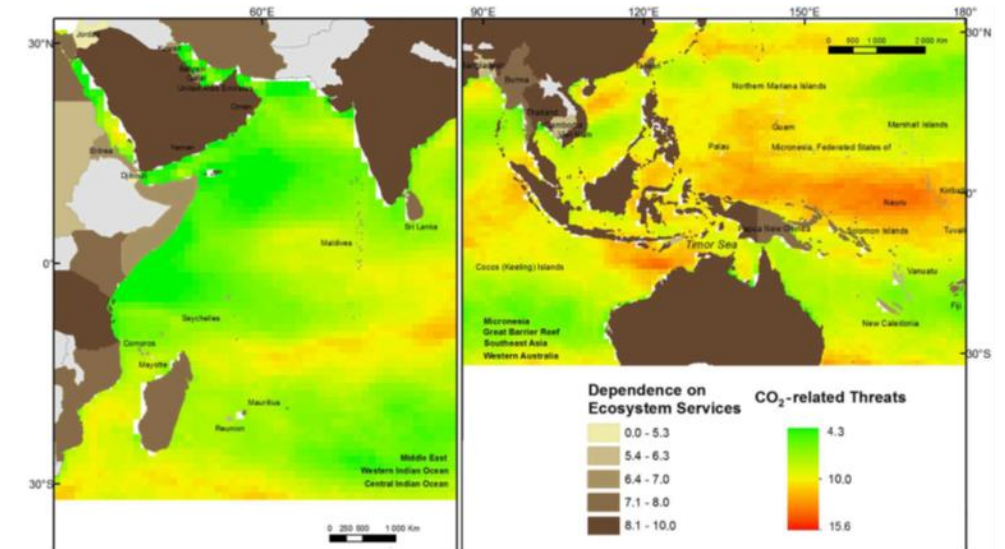 60°E
90°E
120°E
150°E
180°
30°N
0°
30°S
Jordan
Qatar
United Arab Emirates
Oman
Yemen
Eritrea
Djibouti
Sri Lanka
Maldives
Seychelles
Comoros
Mayotte
Mauritius
Reunion
Middle East
Western Indian Ocean
Central Indian Ocean
0 250 500 1 000 Km
30°N
0 500 1 000 2 000 Km
Burma
Thailand
Northern Mariana Islands
Guam
Marshall Islands
Palau
Micronesia, Federated States of
0°
Nauru
Papua New Guinea
Solomon Islands
Timor Sea
Cocos (Keeling) Islands
Vanuatu
Fiji
New Caledonia
30°S
Micronesia
Great Barrier Reef
Southeast Asia
Western Australia
Dependence on
Ecosystem Services
0.0 - 5.3
5.4 - 6.3
6.4 - 7.0
7.1 - 8.0
8.1 - 10.0
CO₂-related Threats
4.3
10.0
15.6